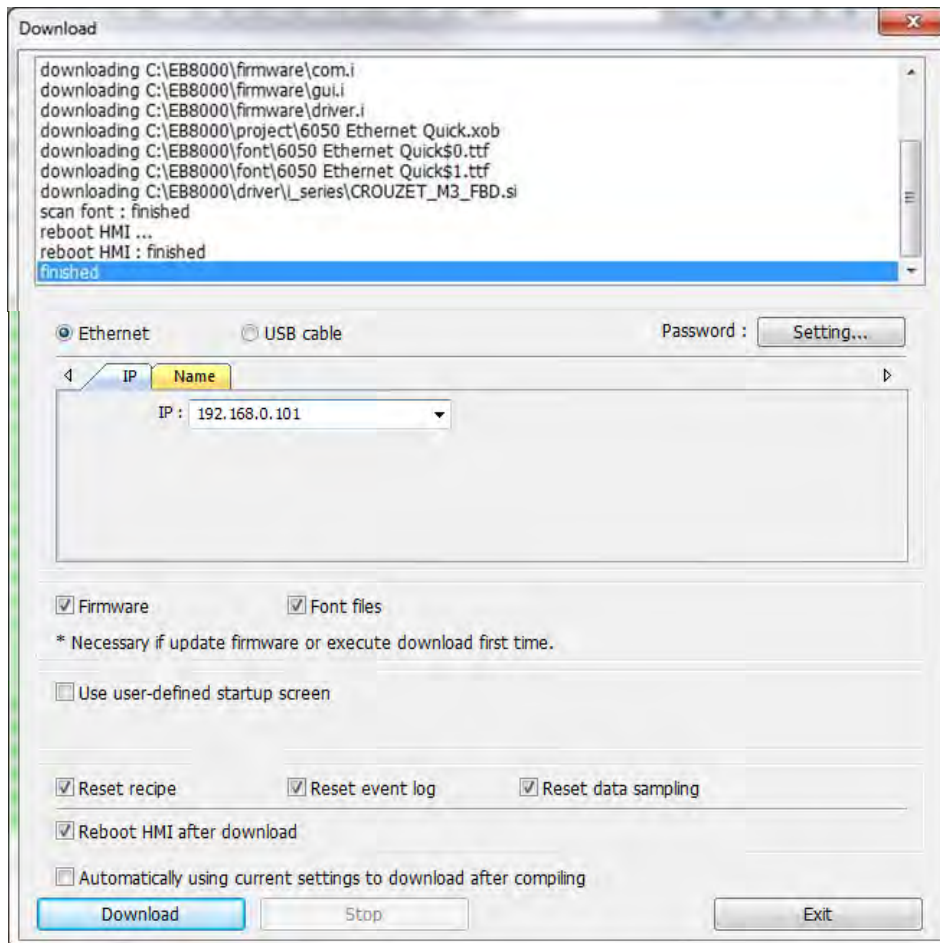 Download
downloading C:\EB8000\firmware\com.i
downloading C:\EB8000\firmware\gui.i
downloading C:\EB8000\firmware\driver.i
downloading C:\EB8000\project\6050 Ethernet Quick.xob
downloading C:\EB8000\font\6050 Ethernet Quick$0.ttf
downloading C:\EB8000\font\6050 Ethernet Quick$1.ttf
downloading C:\EB8000\driver\i_series\CROUZET_M3_FBD.si
scan font : finished
reboot HMI ...
reboot HMI : finished
finished
Ethernet USB cable Password : Setting...
IP Name
IP : 192.168.0.101
Firmware Font files
* Necessary if update firmware or execute download first time.
Use user-defined startup screen
Reset recipe Reset event log Reset data sampling
Reboot HMI after download
Automatically using current settings to download after compiling
Download Stop Exit